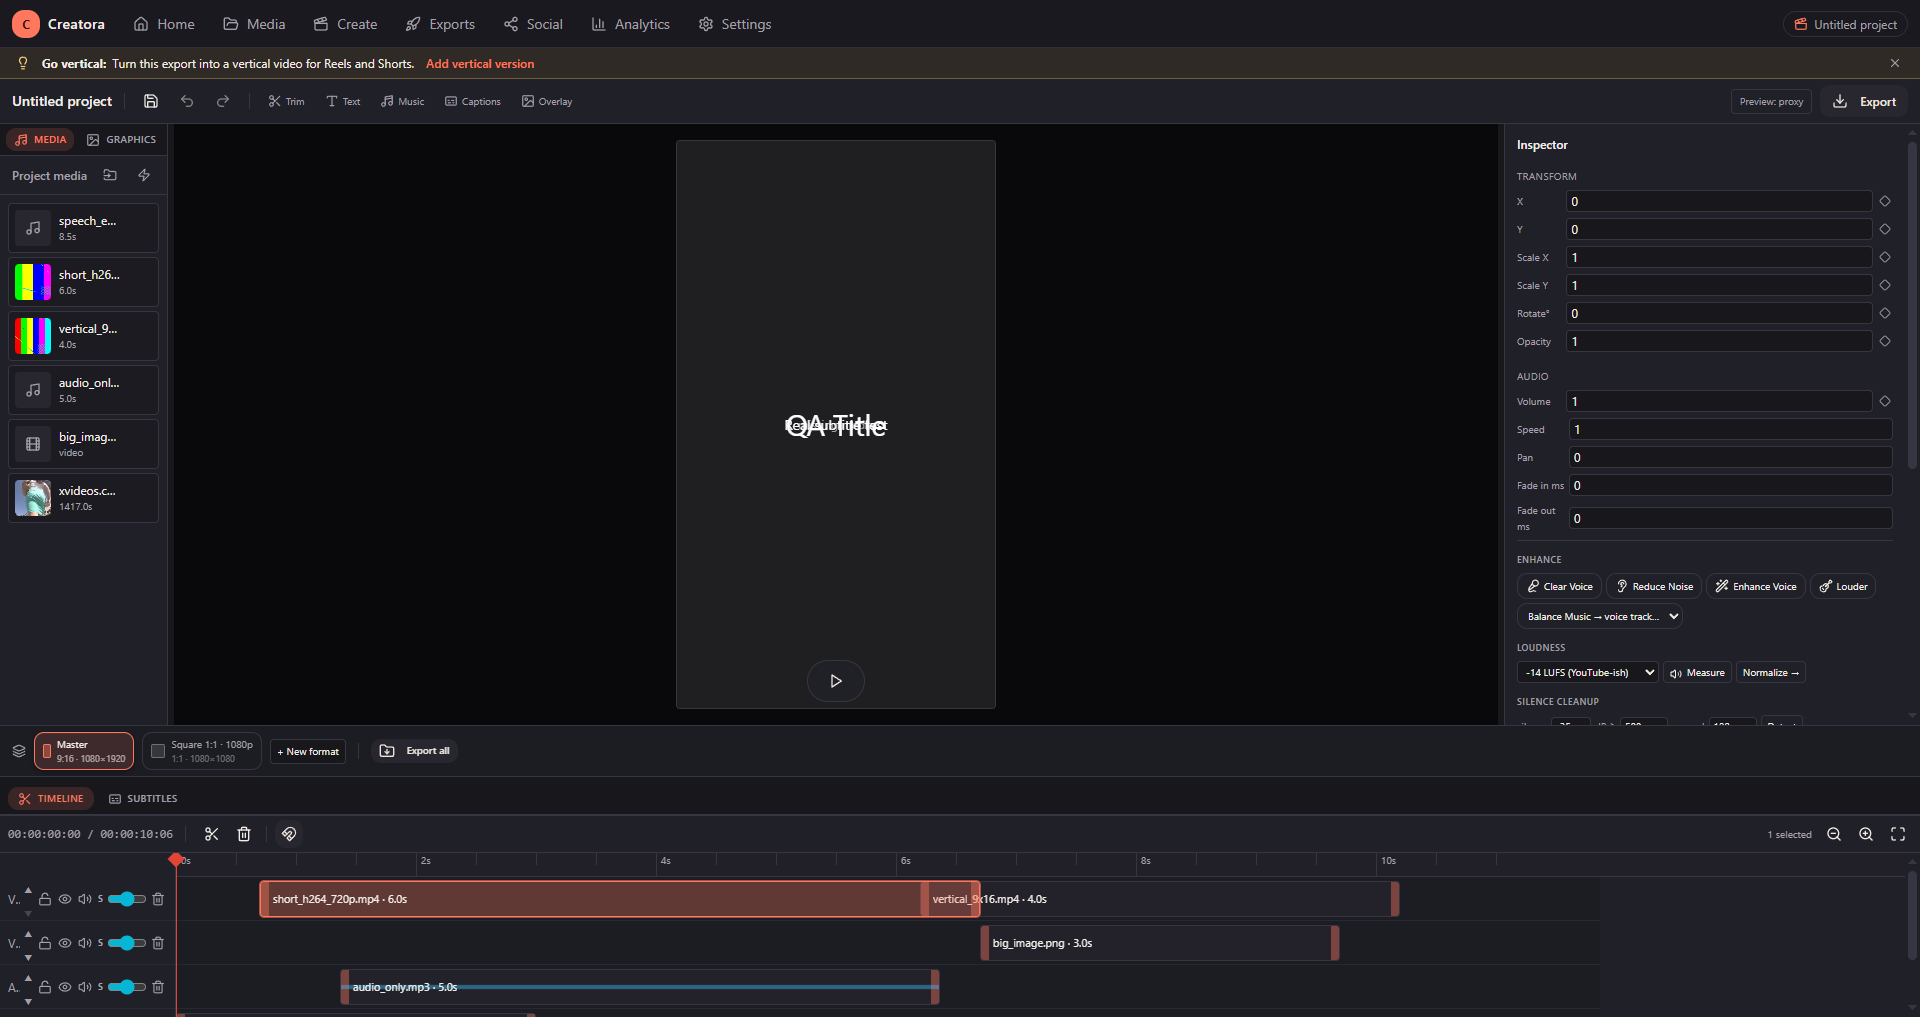 C Creatora Home Media Create Exports Social Analytics Settings Untitled project
Go vertical: Turn this export into a vertical video for Reels and Shorts. Add vertical version
Untitled project Trim Text Music Captions Overlay Preview: proxy Export
MEDIA GRAPHICS
Project media
speech_e...
8.5s
short_h26...
6.0s
vertical_9...
4.0s
audio_onl...
5.0s
big_imag...
video
xvideos.c...
1417.0s
QA Title
Inspector
TRANSFORM
X 0
Y 0
Scale X 1
Scale Y 1
Rotate° 0
Opacity 1
AUDIO
Volume 1
Speed 1
Pan 0
Fade in ms 0
Fade out ms 0
ENHANCE
Clear Voice Reduce Noise Enhance Voice Louder
Balance Music → voice track...
LOUDNESS
-14 LUFS (YouTube-ish) Measure Normalize →
SILENCE CLEANUP
Master
9:16 · 1080×1920
Square 1:1 · 1080p
1:1 · 1080×1080
+ New format
Export all
TIMELINE SUBTITLES
00:00:00:00 / 00:00:10:06 1 selected
0s 2s 4s 6s 8s 10s
V.. S short_h264_720p.mp4 · 6.0s vertical_9x16.mp4 · 4.0s
V.. S big_image.png · 3.0s
A.. S audio_only.mp3 · 5.0s